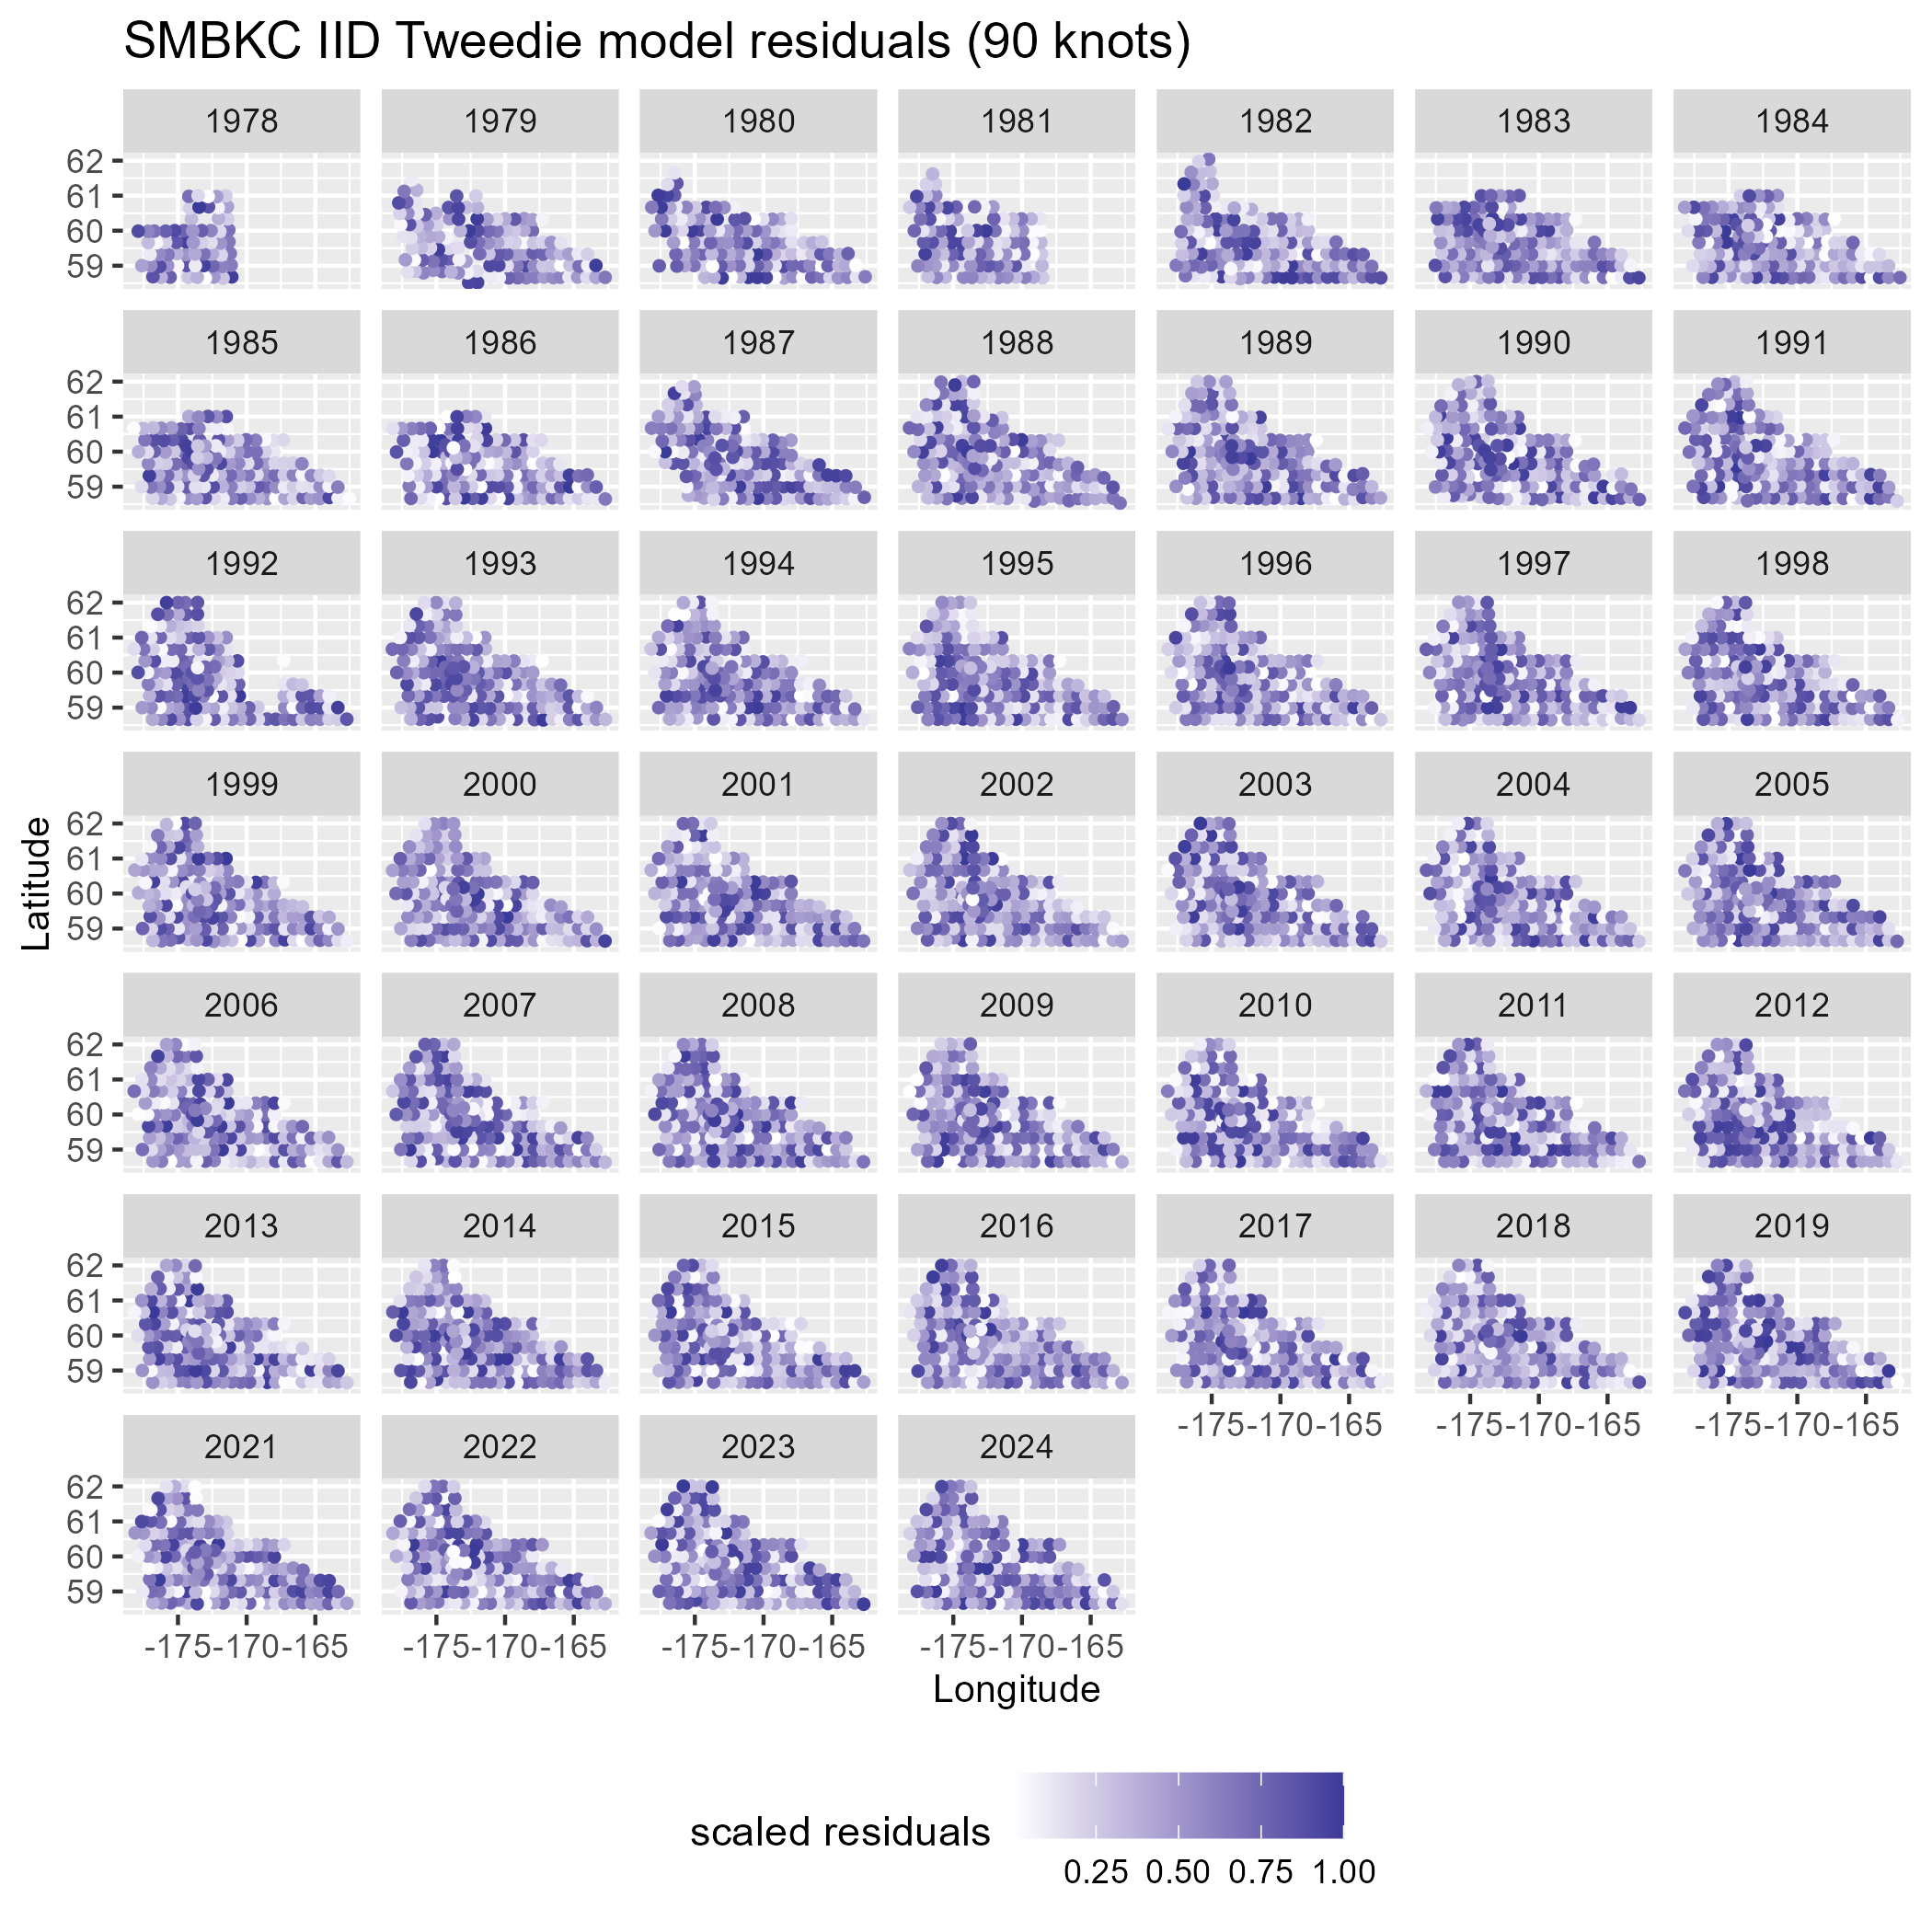 SMBKC IID Tweedie model residuals (90 knots)
1978 1979 1980 1981 1982 1983 1984
62
61
60
59
1985 1986 1987 1988 1989 1990 1991
62
61
60
59
1992 1993 1994 1995 1996 1997 1998
62
61
60
59
1999 2000 2001 2002 2003 2004 2005
62
61
60
59
Latitude
2006 2007 2008 2009 2010 2011 2012
62
61
60
59
2013 2014 2015 2016 2017 2018 2019
62
61
60
59
-175 -170 -165 -175 -170 -165 -175 -170 -165
2021 2022 2023 2024
62
61
60
59
-175 -170 -165 -175 -170 -165 -175 -170 -165 -175 -170 -165
Longitude
scaled residuals
0.25 0.50 0.75 1.00